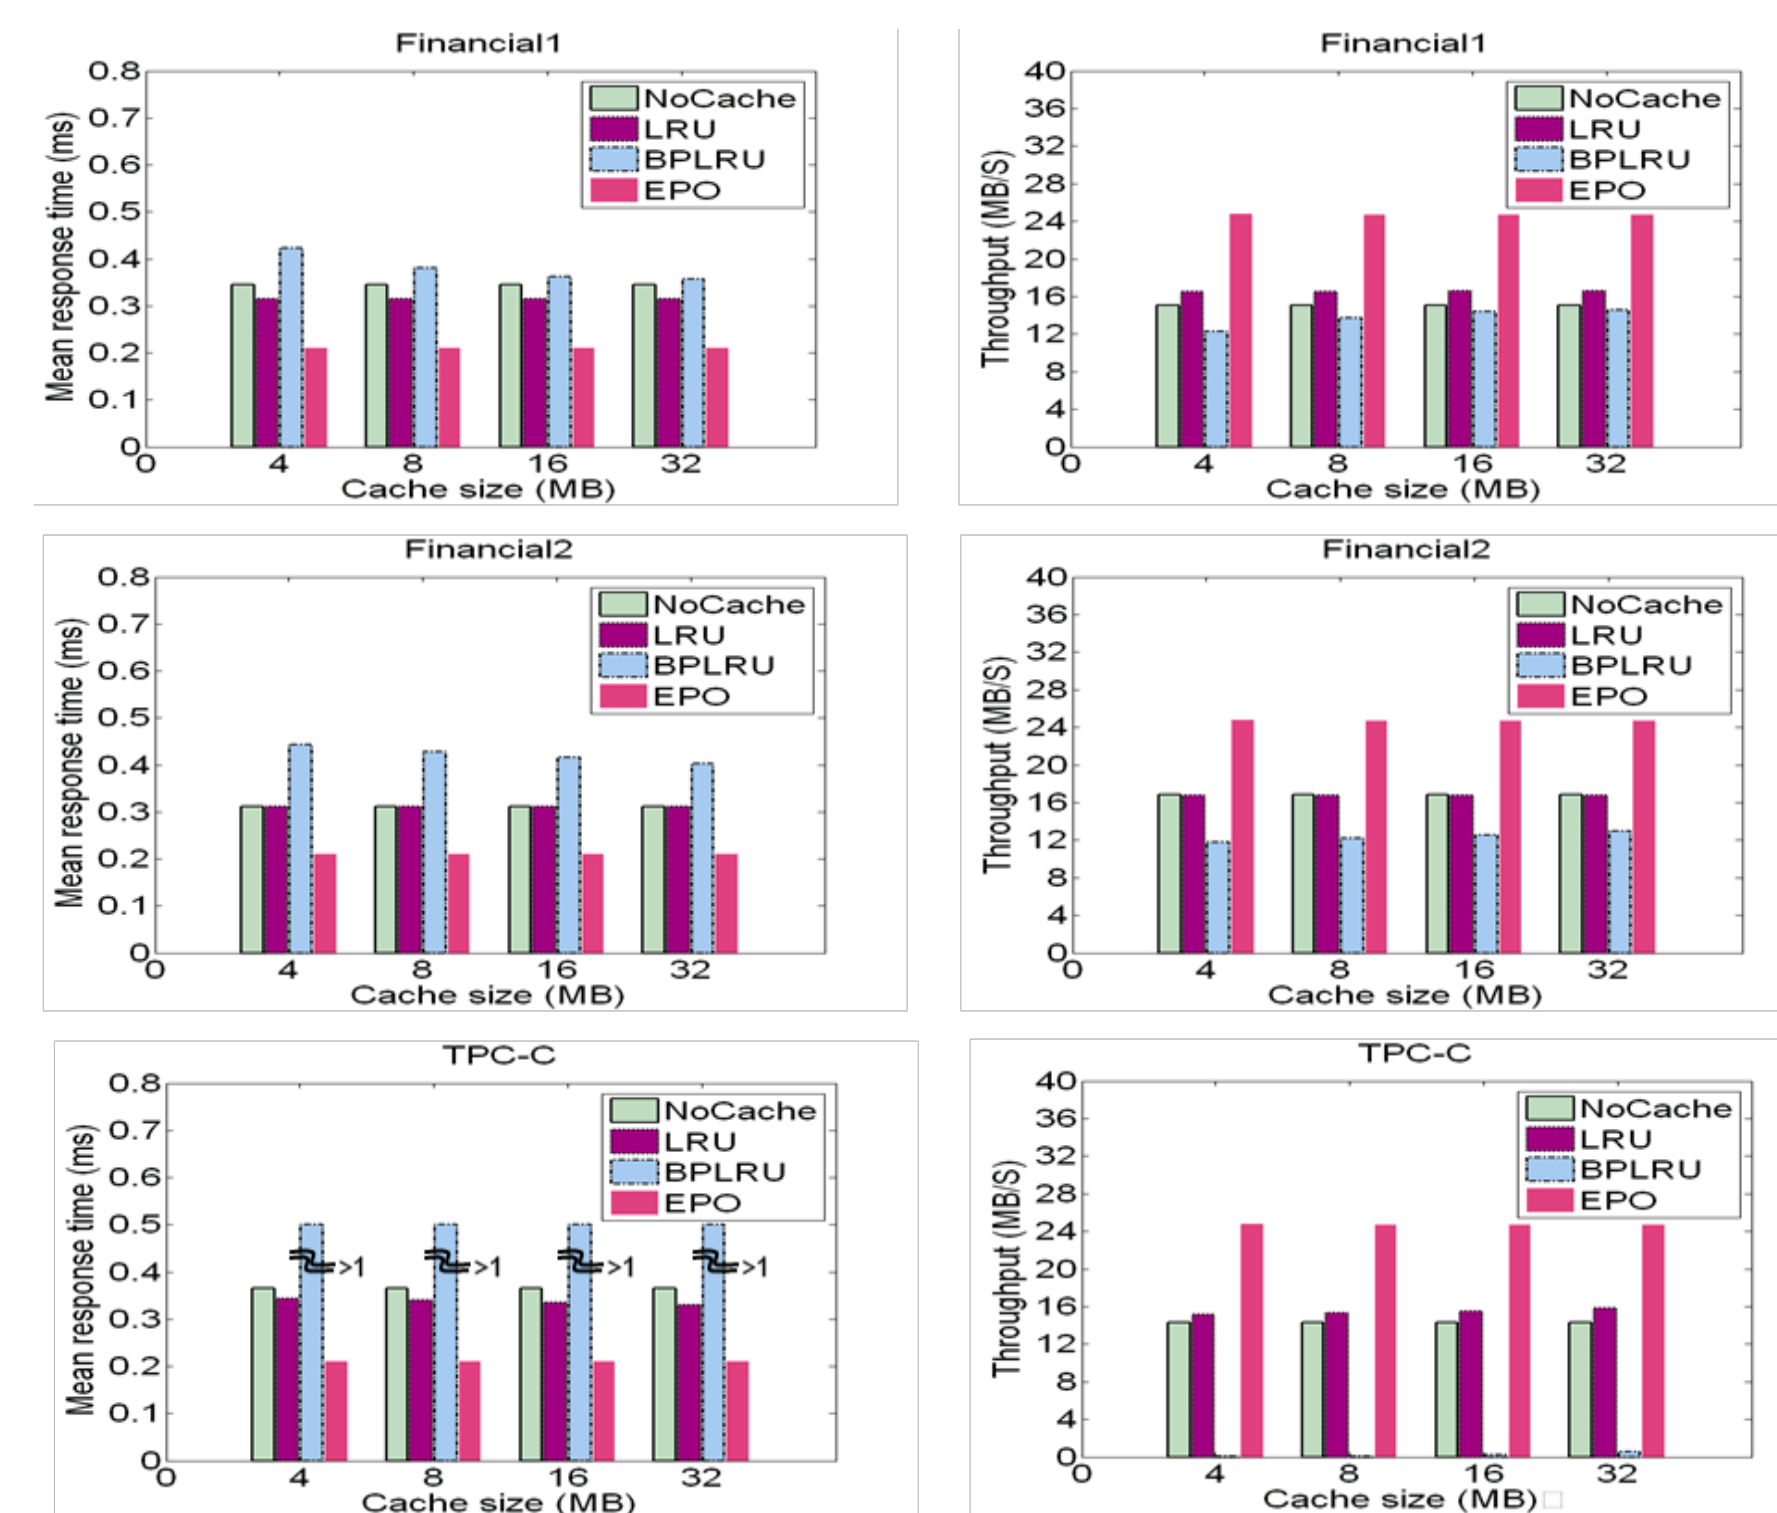 Financial1
0.8
0.7
0.6
0.5
0.4
0.3
0.2
0.1
0
Mean response time (ms)
NoCache
LRU
BPLRU
EPO
0 4 8 16 32
Cache size (MB)
Financial1
40
36
32
28
24
20
16
12
8
4
0
Throughput (MB/S)
NoCache
LRU
BPLRU
EPO
0 4 8 16 32
Cache size (MB)
Financial2
0.8
0.7
0.6
0.5
0.4
0.3
0.2
0.1
0
Mean response time (ms)
NoCache
LRU
BPLRU
EPO
0 4 8 16 32
Cache size (MB)
Financial2
40
36
32
28
24
20
16
12
8
4
0
Throughput (MB/S)
NoCache
LRU
BPLRU
EPO
0 4 8 16 32
Cache size (MB)
TPC-C
0.8
0.7
0.6
0.5
0.4
0.3
0.2
0.1
0
Mean response time (ms)
NoCache
LRU
BPLRU
EPO
>1 >1 >1 >1
0 4 8 16 32
Cache size (MB)
TPC-C
40
36
32
28
24
20
16
12
8
4
0
Throughput (MB/S)
NoCache
LRU
BPLRU
EPO
0 4 8 16 32
Cache size (MB)